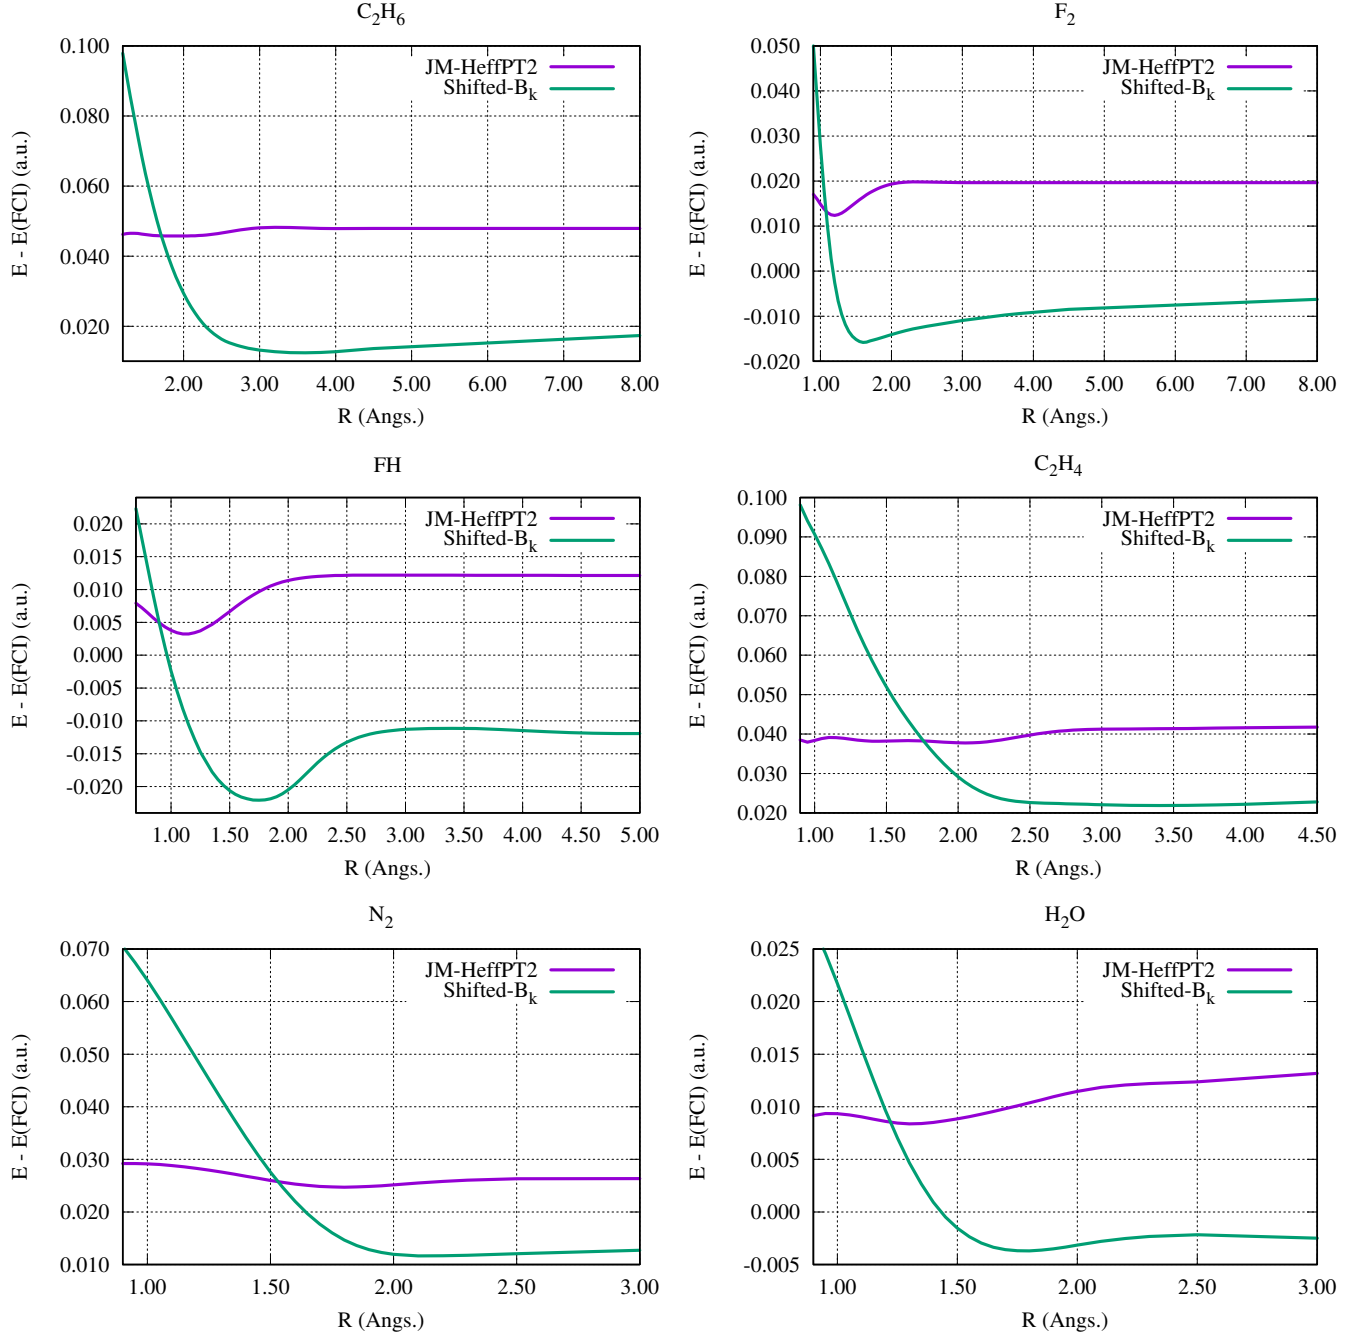 C2H6
0.100
0.080
0.060
0.040
0.020
E - E(FCI) (a.u.)
JM-HeffPT2
Shifted-Bk
2.00 3.00 4.00 5.00 6.00 7.00 8.00
R (Angs.)
F2
0.050
0.040
0.030
0.020
0.010
0.000
-0.010
-0.020
E - E(FCI) (a.u.)
JM-HeffPT2
Shifted-Bk
1.00 2.00 3.00 4.00 5.00 6.00 7.00 8.00
R (Angs.)
FH
0.020
0.015
0.010
0.005
0.000
-0.005
-0.010
-0.015
-0.020
E - E(FCI) (a.u.)
JM-HeffPT2
Shifted-Bk
1.00 1.50 2.00 2.50 3.00 3.50 4.00 4.50 5.00
R (Angs.)
C2H4
0.100
0.090
0.080
0.070
0.060
0.050
0.040
0.030
0.020
E - E(FCI) (a.u.)
JM-HeffPT2
Shifted-Bk
1.00 1.50 2.00 2.50 3.00 3.50 4.00 4.50
R (Angs.)
N2
0.070
0.060
0.050
0.040
0.030
0.020
0.010
E - E(FCI) (a.u.)
JM-HeffPT2
Shifted-Bk
1.00 1.50 2.00 2.50 3.00
R (Angs.)
H2O
0.025
0.020
0.015
0.010
0.005
0.000
-0.005
E - E(FCI) (a.u.)
JM-HeffPT2
Shifted-Bk
1.00 1.50 2.00 2.50 3.00
R (Angs.)